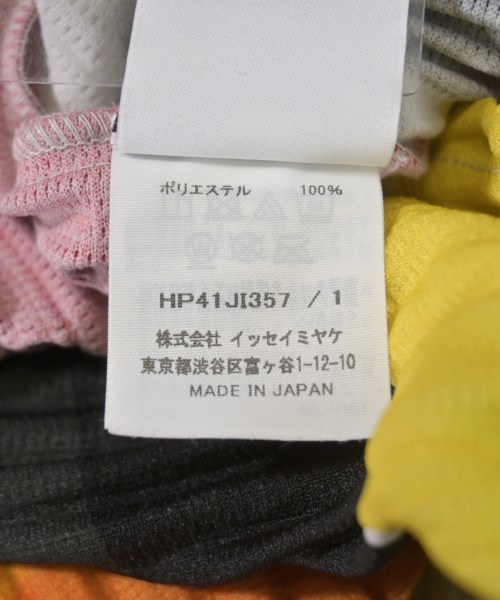 ポリエステル 100%
HP41JI357 / 1
株式会社 イッセイミヤケ
東京都渋谷区富ヶ谷1-12-10
MADE IN JAPAN